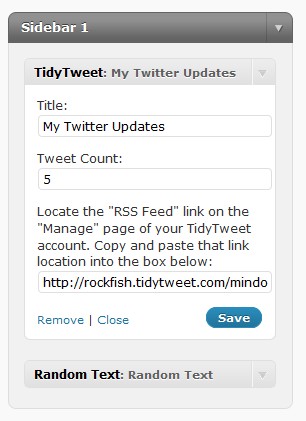 Sidebar 1
TidyTweet: My Twitter Updates
Title:
My Twitter Updates
Tweet Count:
5
Locate the "RSS Feed" link on the
"Manage" page of your TidyTweet
account. Copy and paste that link
location into the box below:
http://rockfish.tidytweet.com/mindo
Remove | Close
Save
Random Text: Random Text